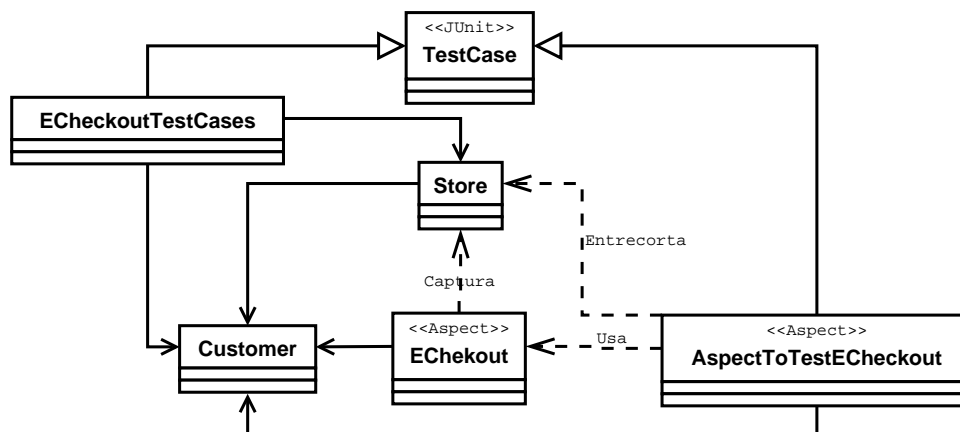 <<JUnit>>
TestCase
ECheckoutTestCases
Store
Entrecorta
Captura
<<Aspect>>
EChekout
Customer
Usa
<<Aspect>>
AspectToTestECheckout